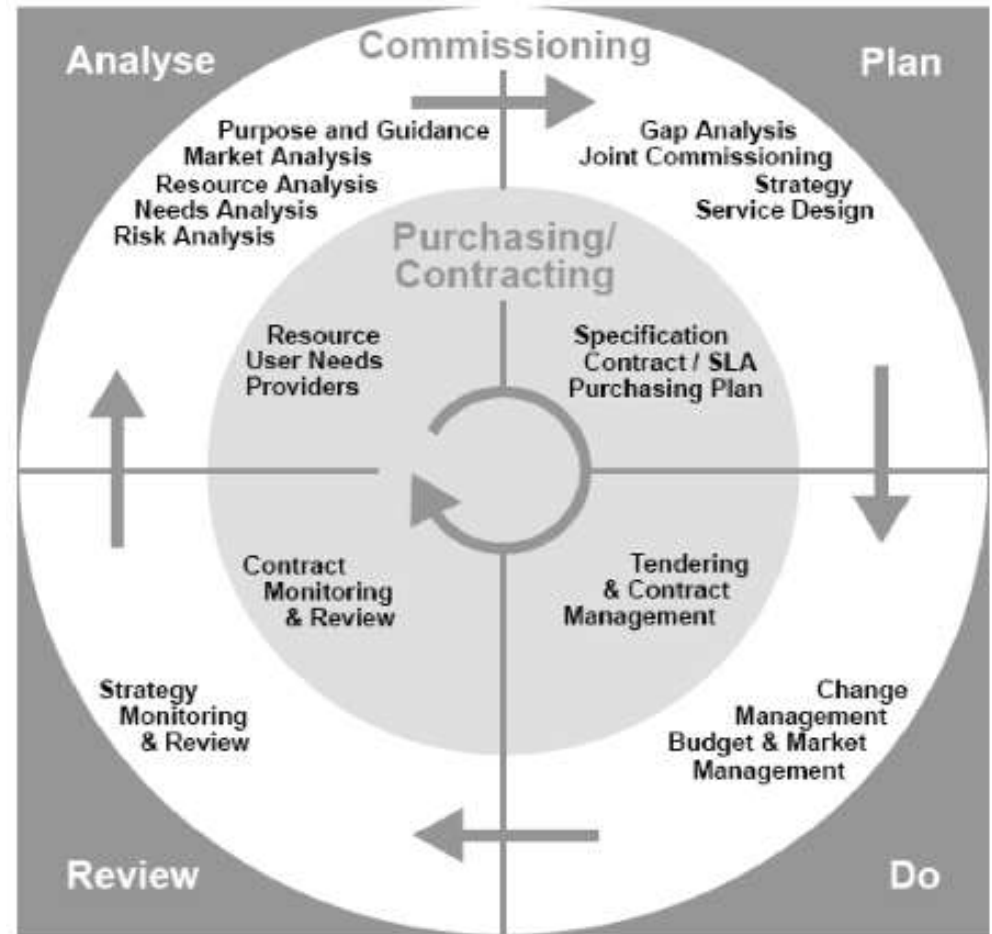 Analyse
Commissioning
Plan
Purpose and Guidance
Market Analysis
Resource Analysis
Needs Analysis
Risk Analysis
Gap Analysis
Joint Commissioning
Strategy
Service Design
Purchasing/
Contracting
Resource
User Needs
Providers
Specification
Contract / SLA
Purchasing Plan
Contract
Monitoring
& Review
Tendering
& Contract
Management
Strategy
Monitoring
& Review
Change
Management
Budget & Market
Management
Review
Do